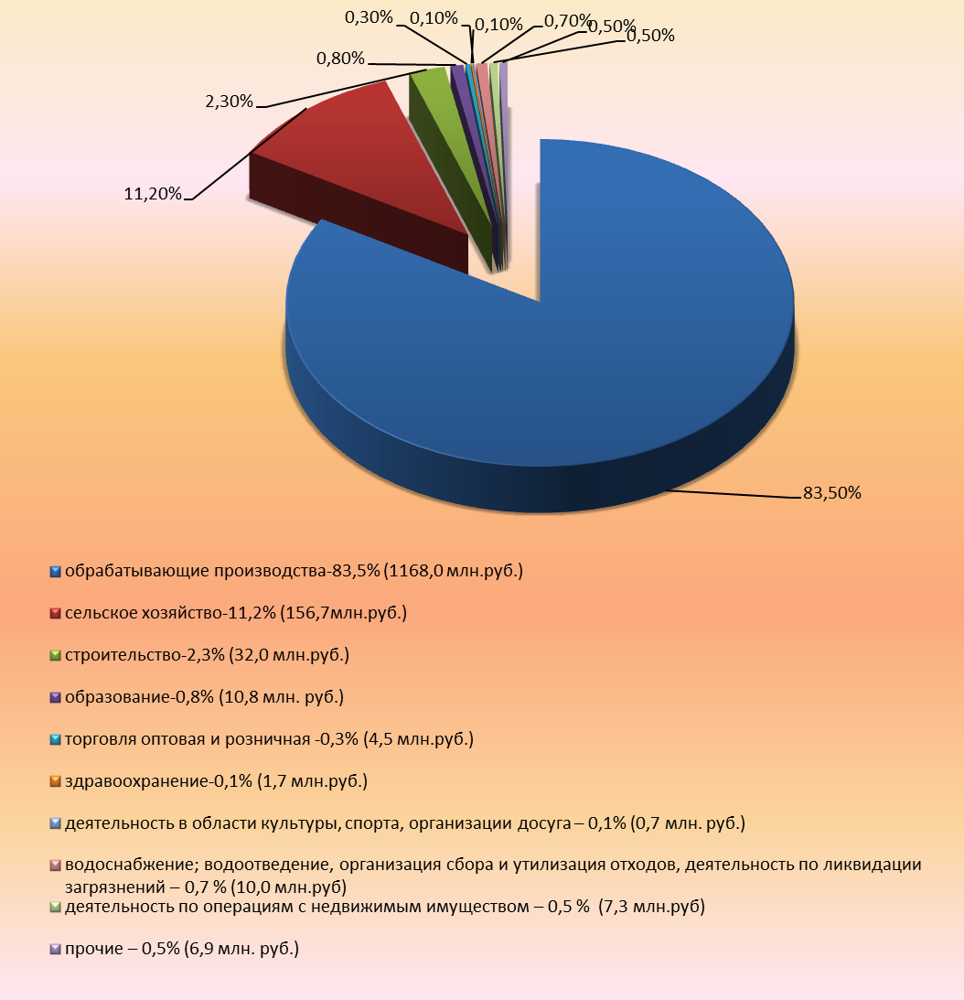 0,30%
0,10%
0,10%
0,70%
0,50%
0,50%
0,80%
2,30%
11,20%
83,50%
обрабатывающие производства-83,5% (1168,0 млн.руб.)
сельское хозяйство-11,2% (156,7млн.руб.)
строительство-2,3% (32,0 млн.руб.)
образование-0,8% (10,8 млн. руб.)
торговля оптовая и розничная -0,3% (4,5 млн.руб.)
здравоохранение-0,1% (1,7 млн.руб.)
деятельность в области культуры, спорта, организации досуга – 0,1% (0,7 млн. руб.)
водоснабжение; водоотведение, организация сбора и утилизация отходов, деятельность по ликвидации
загрязнений – 0,7 % (10,0 млн.руб)
деятельность по операциям с недвижимым имуществом – 0,5 % (7,3 млн.руб)
прочие – 0,5% (6,9 млн. руб.)